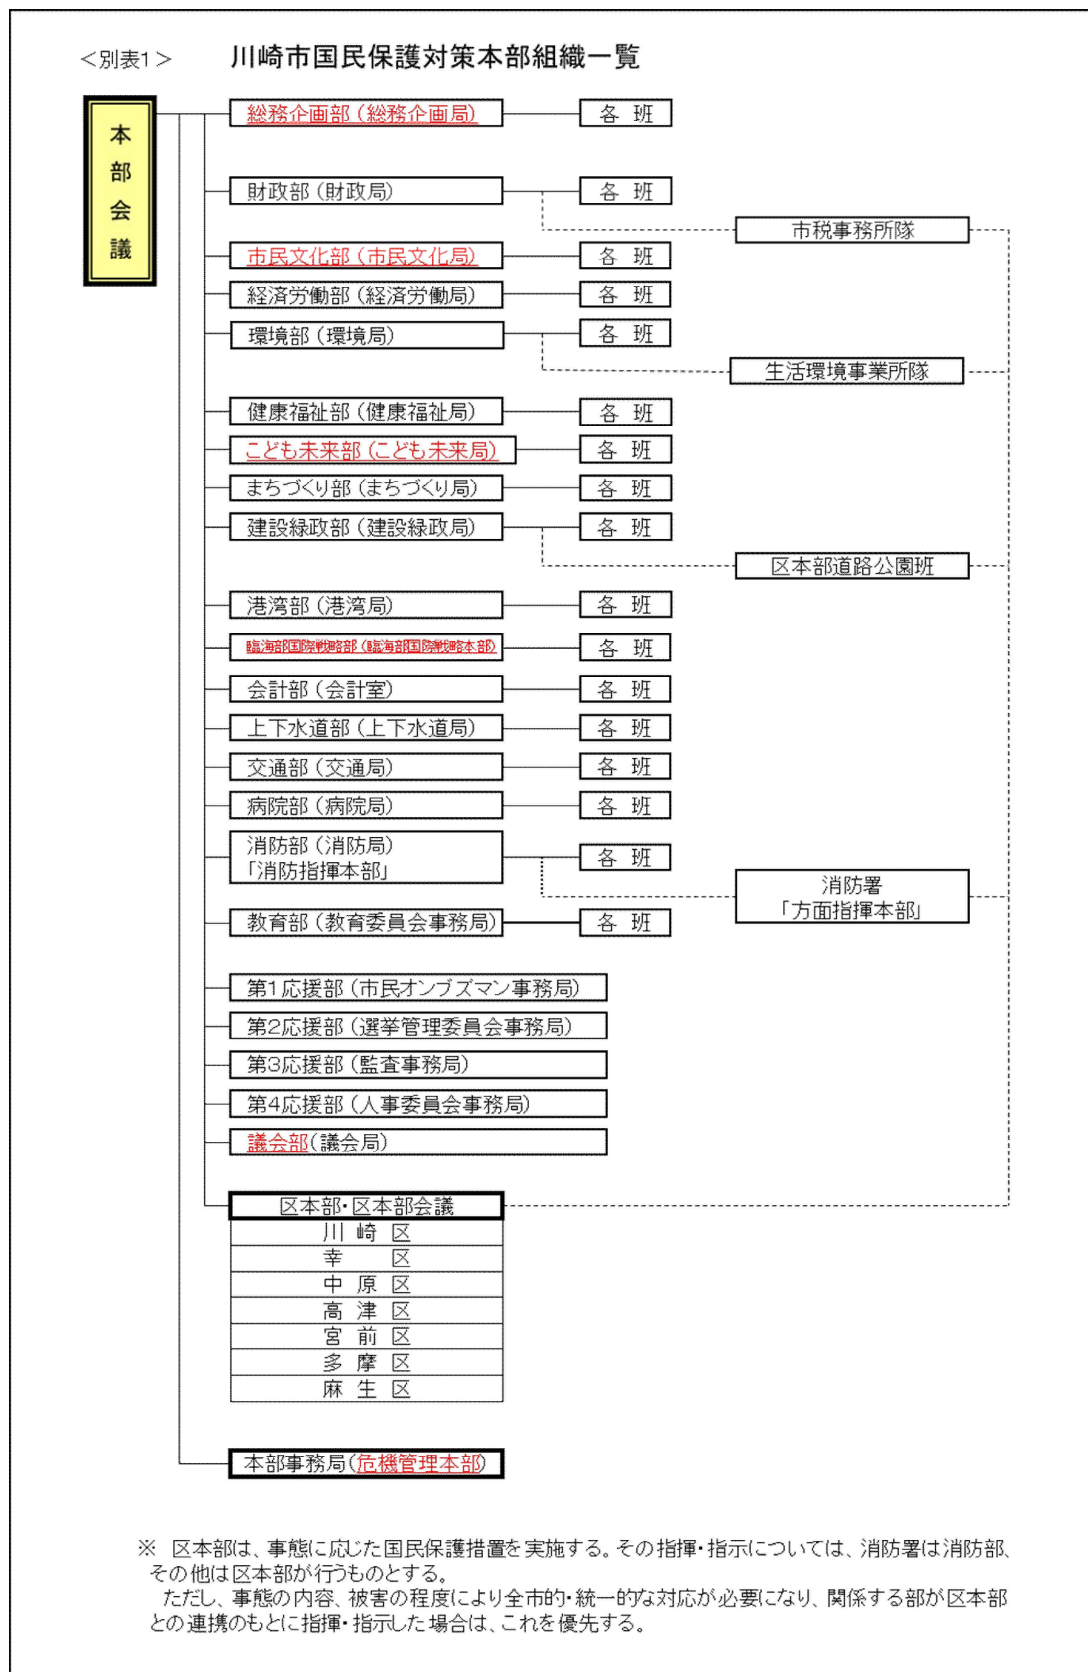 ＜別表1＞ 川崎市国民保護対策本部組織一覧
本部会議
総務企画部（総務企画局） 各 班
財政部（財政局） 各 班
市税事務所隊
市民文化部（市民文化局） 各 班
経済労働部（経済労働局） 各 班
環境部（環境局） 各 班
生活環境事業所隊
健康福祉部（健康福祉局） 各 班
こども未来部（こども未来局） 各 班
まちづくり部（まちづくり局） 各 班
建設緑政部（建設緑政局） 各 班
区本部道路公園班
港湾部（港湾局） 各 班
臨海部国際戦略部（臨海部国際戦略本部） 各 班
会計部（会計室） 各 班
上下水道部（上下水道局） 各 班
交通部（交通局） 各 班
病院部（病院局） 各 班
消防部（消防局）
「消防指揮本部」 各 班
消防署
「方面指揮本部」
教育部（教育委員会事務局） 各 班
第1応援部（市民オンブズマン事務局）
第2応援部（選挙管理委員会事務局）
第3応援部（監査事務局）
第4応援部（人事委員会事務局）
議会部(議会局)
区本部・区本部会議
川 崎 区
幸 区
中 原 区
高 津 区
宮 前 区
多 摩 区
麻 生 区
本部事務局(危機管理本部)
※ 区本部は、事態に応じた国民保護措置を実施する。その指揮・指示については、消防署は消防部、
その他は区本部が行うものとする。
ただし、事態の内容、被害の程度により全市的・統一的な対応が必要になり、関係する部が区本部
との連携のもとに指揮・指示した場合は、これを優先する。